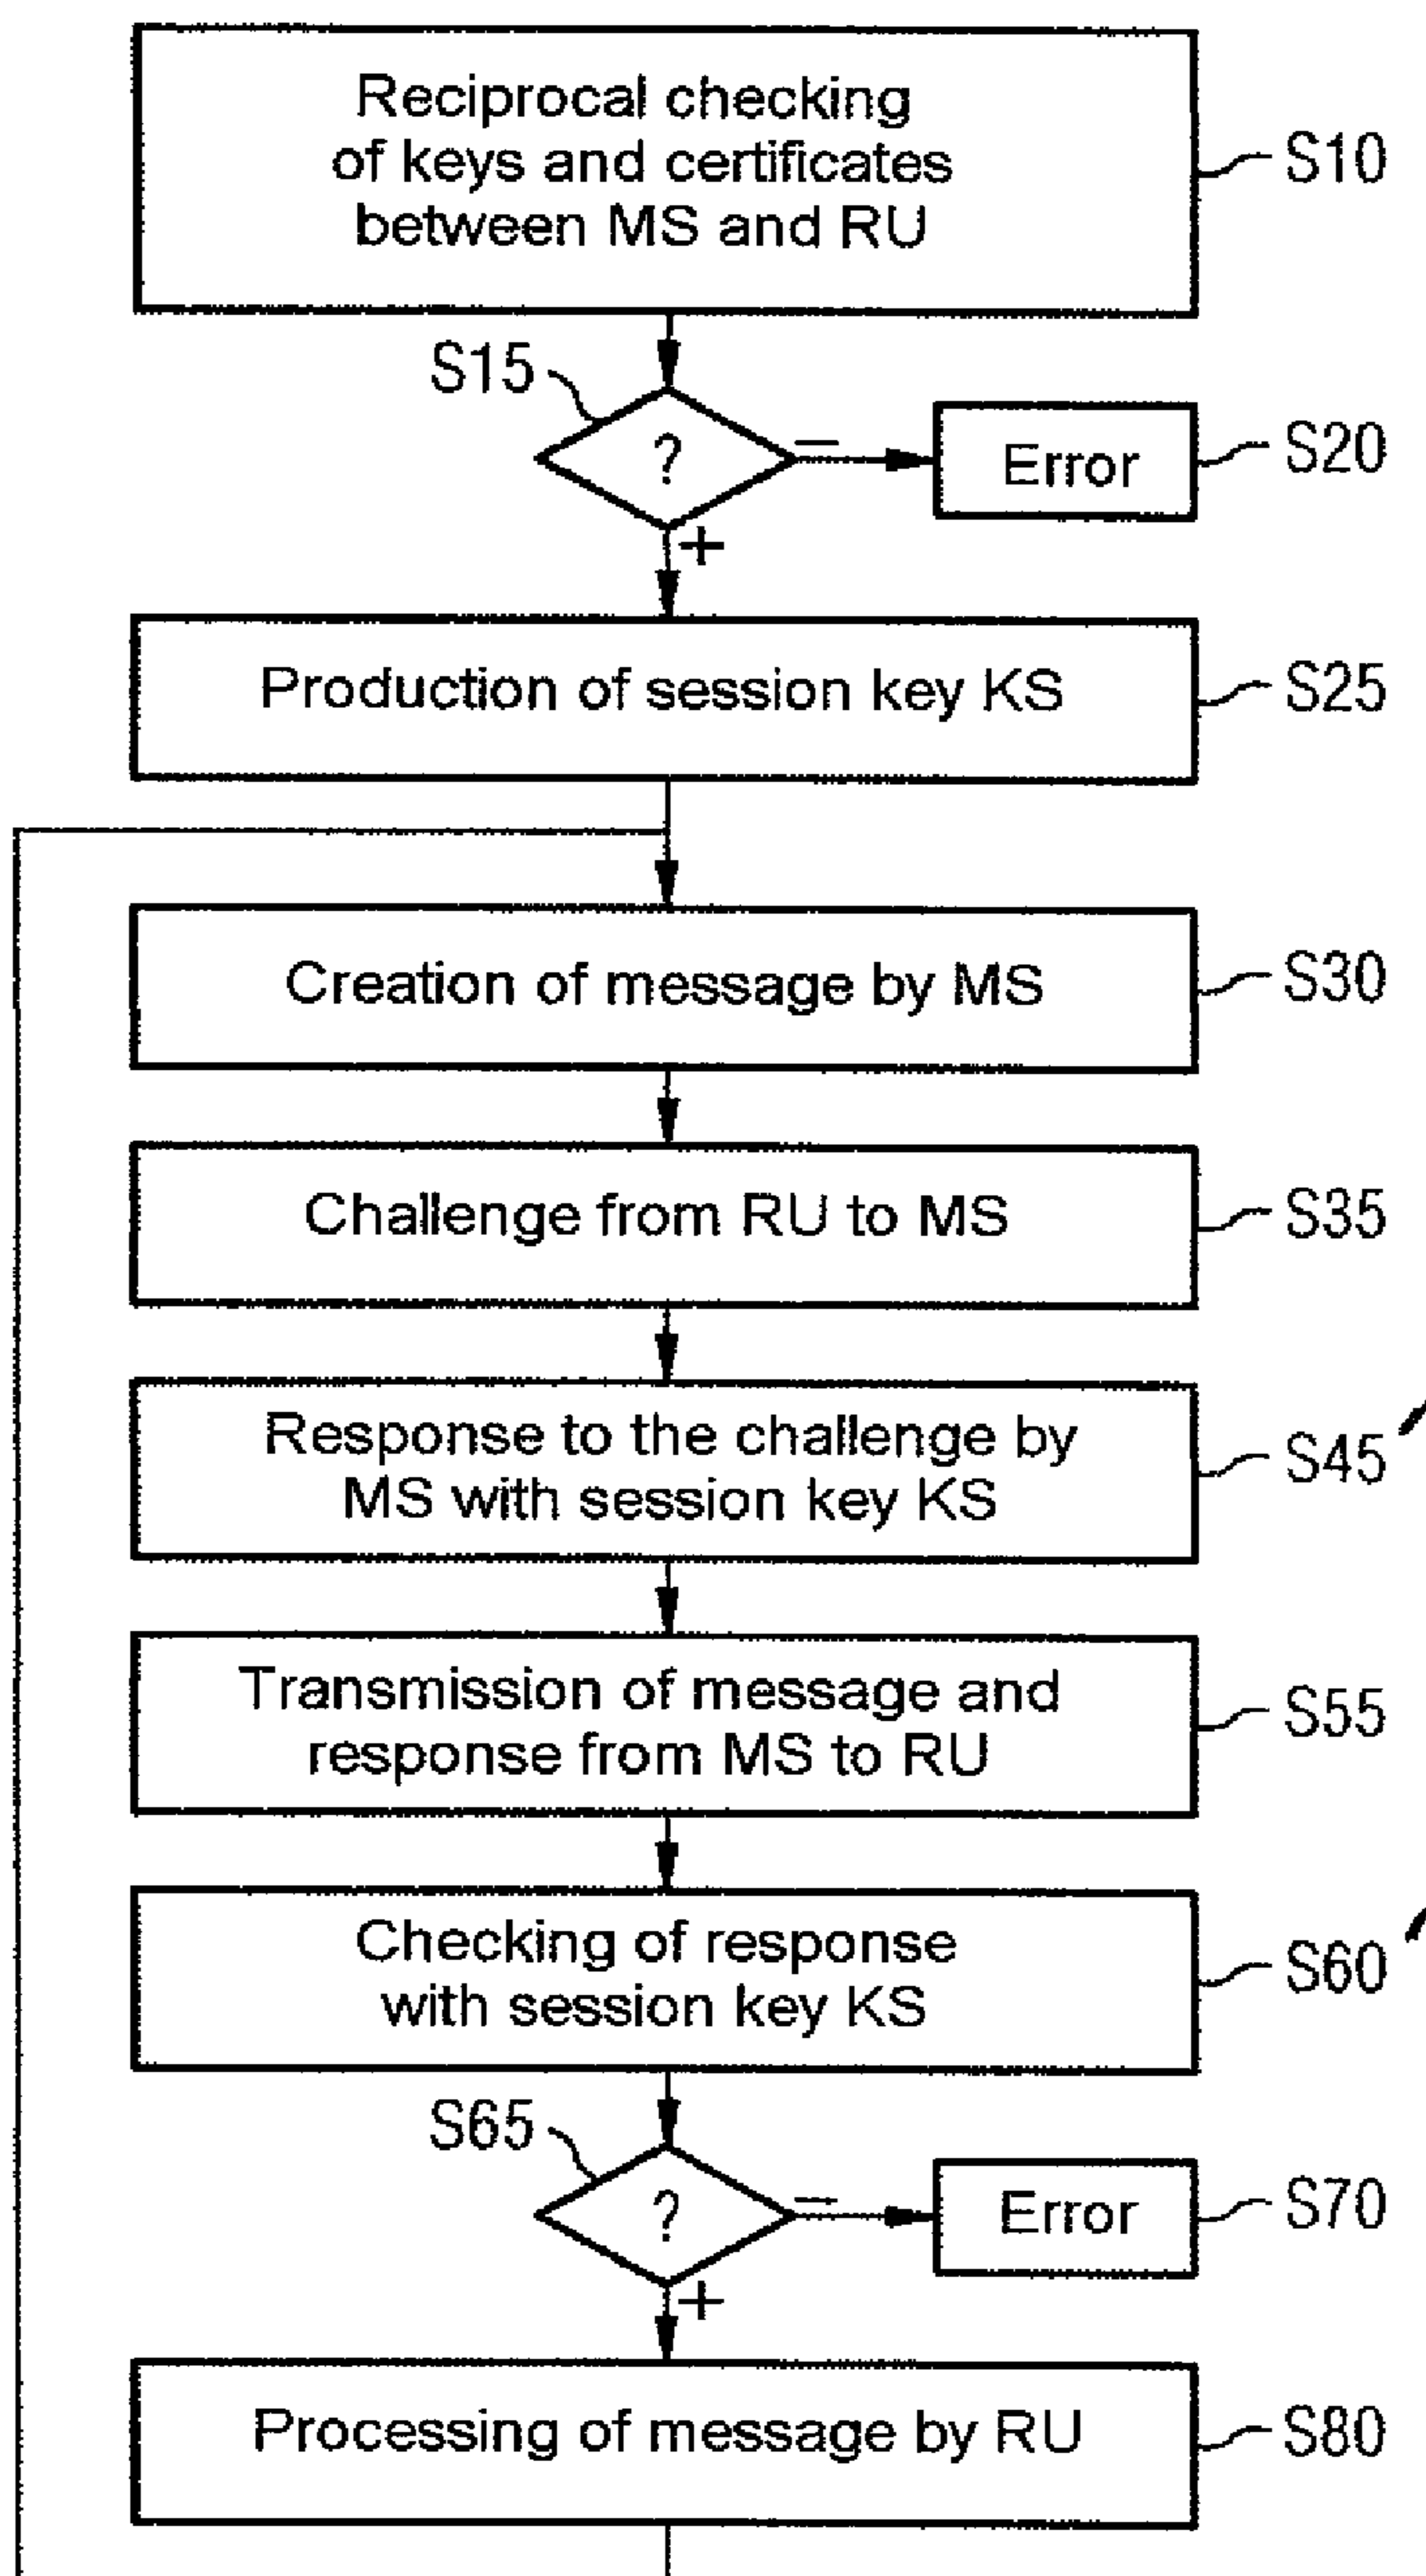 Reciprocal checking
of keys and certificates
between MS and RU
S10
S15
?
–
Error
S20
+
Production of session key KS
S25
Creation of message by MS
S30
Challenge from RU to MS
S35
Response to the challenge by
MS with session key KS
S45
Transmission of message and
response from MS to RU
S55
Checking of response
with session key KS
S60
S65
?
–
Error
S70
+
Processing of message by RU
S80